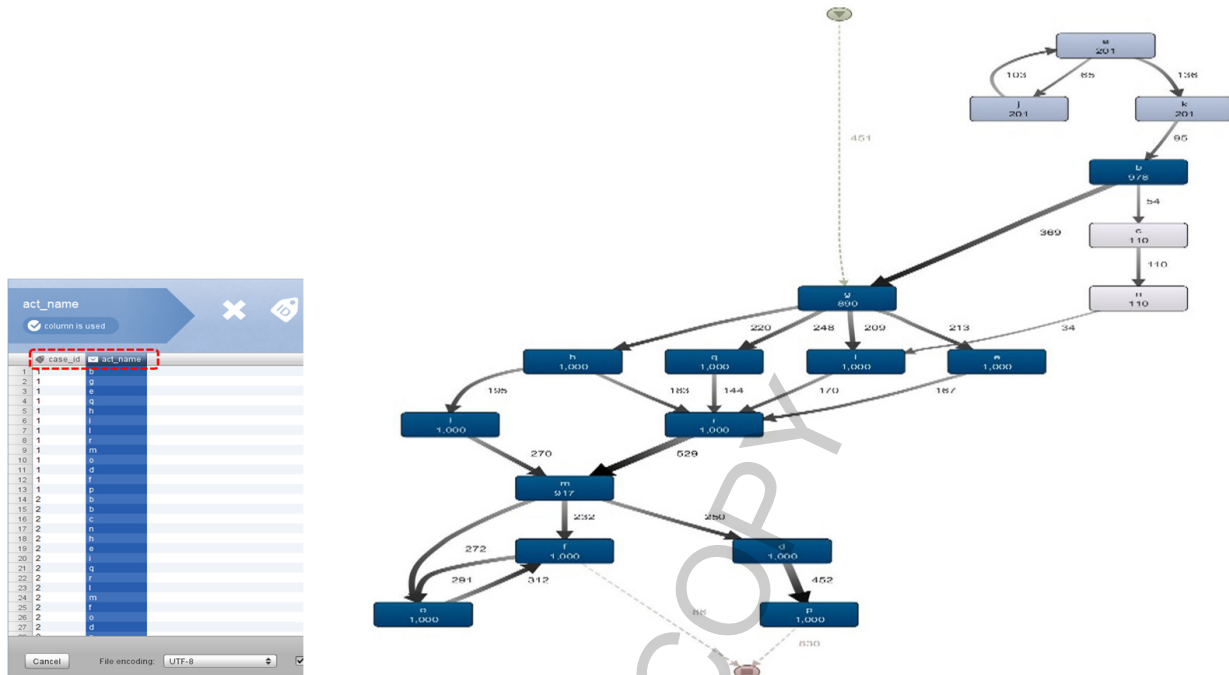 201
103
65
136
j
201
k
201
451
95
b
978
54
c
110
369
110
n
110
g
890
220
248
209
213
34
h
1,000
q
1,000
1,000
e
1,000
195
183
144
170
167
1,000
r
1,000
270
529
m
917
232
250
272
f
1,000
d
1,000
291
312
452
o
1,000
88
p
1,000
830
COPY
act_name
column is used
ID
case_id act_name
1 1 b
2 1 g
3 1 e
4 1 q
5 1 h
6 1 i
7 1 l
8 1 r
9 1 m
10 1 o
11 1 d
12 1 f
13 1 p
14 2 b
15 2 b
16 2 c
17 2 n
18 2 h
19 2 e
20 2 i
21 2 q
22 2 r
23 2 l
24 2 m
25 2 f
26 2 o
27 2 d
Cancel File encoding: UTF-8